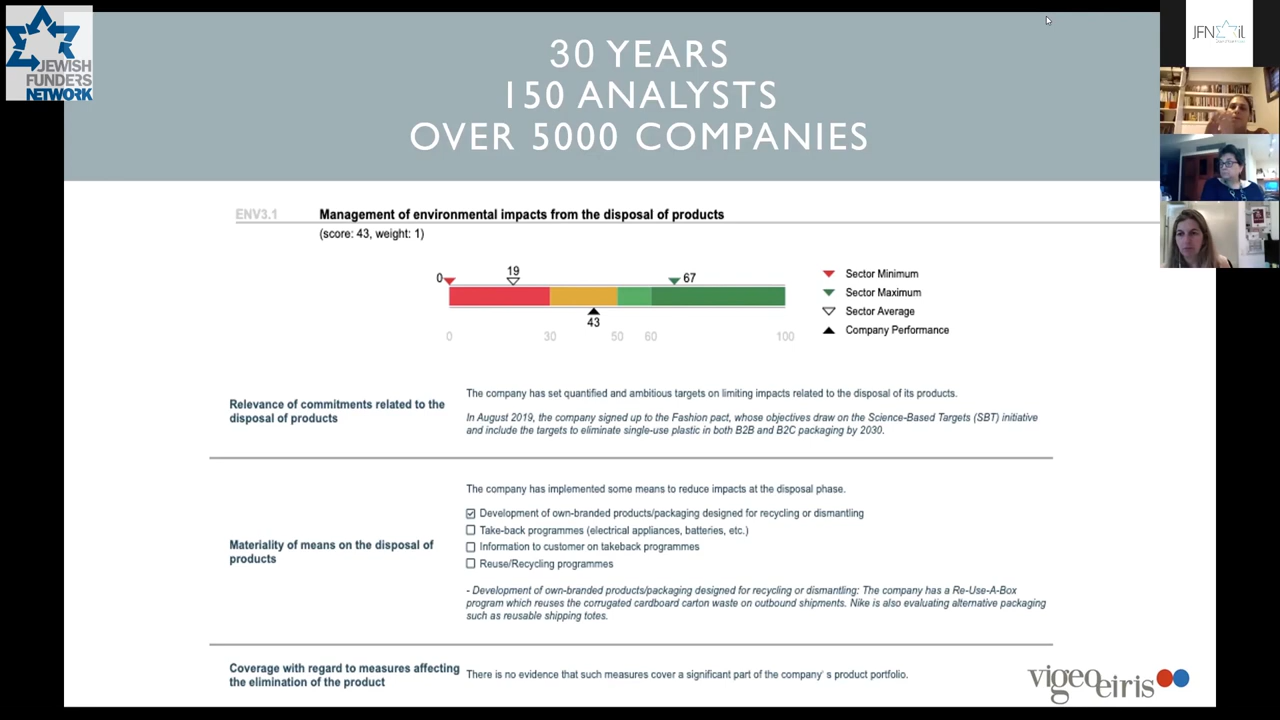 JEWISH
FUNDERS
NETWORK
30 YEARS
150 ANALYSTS
OVER 5000 COMPANIES
JFN
ENV3.1
Management of environmental impacts from the disposal of products
(score: 43, weight: 1)
0
19
67
43
0
30
50
60
100
Sector Minimum
Sector Maximum
Sector Average
Company Performance
Relevance of commitments related to the
disposal of products
The company has set quantified and ambitious targets on limiting impacts related to the disposal of its products.
In August 2019, the company signed up to the Fashion pact, whose objectives draw on the Science-Based Targets (SBT) initiative
and include the targets to eliminate single-use plastic in both B2B and B2C packaging by 2030.
Materiality of means on the disposal of
products
The company has implemented some means to reduce impacts at the disposal phase.
Development of own-branded products/packaging designed for recycling or dismantling
Take-back programmes (electrical appliances, batteries, etc.)
Information to customer on takeback programmes
Reuse/Recycling programmes
- Development of own-branded products/packaging designed for recycling or dismantling: The company has a Re-Use-A-Box
program which reuses the corrugated cardboard carton waste on outbound shipments. Nike is also evaluating alternative packaging
such as reusable shipping totes.
Coverage with regard to measures affecting
the elimination of the product
There is no evidence that such measures cover a significant part of the company' s product portfolio.
vigeo
eiris